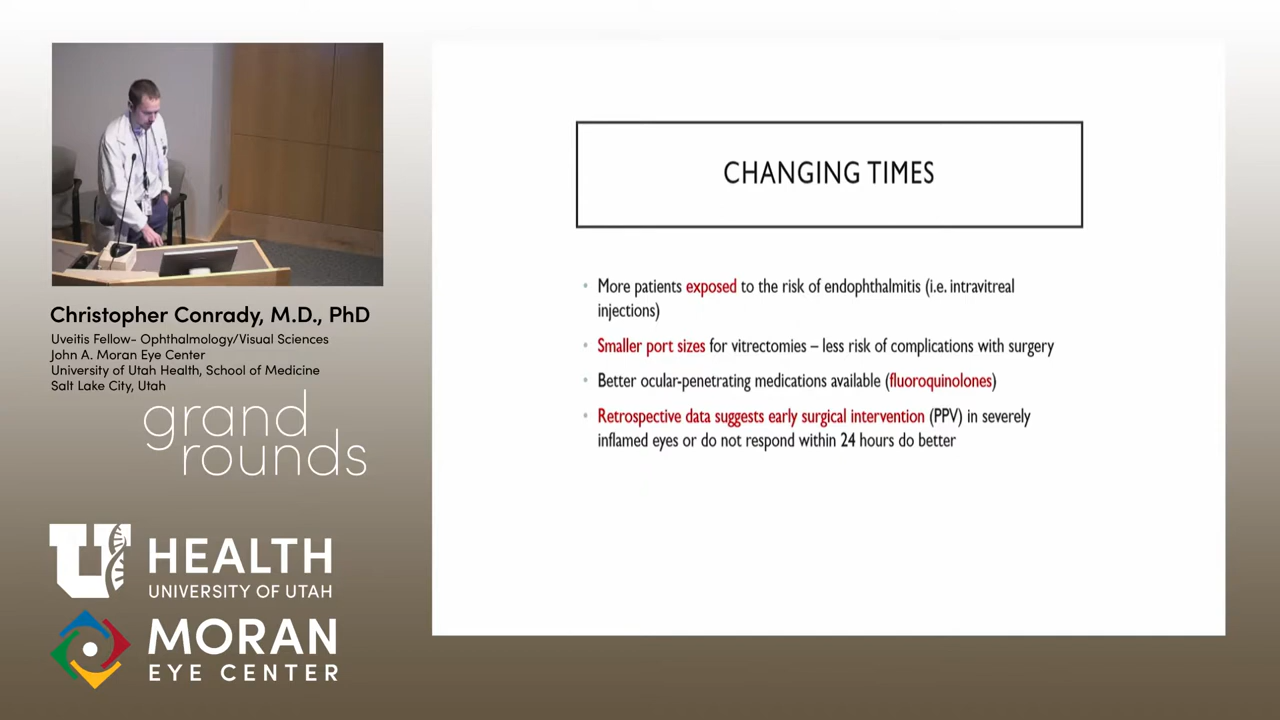 Christopher Conrady, M.D., PhD
Uveitis Fellow- Ophthalmology/Visual Sciences
John A. Moran Eye Center
University of Utah Health, School of Medicine
Salt Lake City, Utah
grand
rounds
U HEALTH
UNIVERSITY OF UTAH
MORAN
EYE CENTER
CHANGING TIMES
• More patients exposed to the risk of endophthalmitis (i.e. intravitreal
injections)
• Smaller port sizes for vitrectomies – less risk of complications with surgery
• Better ocular-penetrating medications available (fluoroquinolones)
• Retrospective data suggests early surgical intervention (PPV) in severely
inflamed eyes or do not respond within 24 hours do better